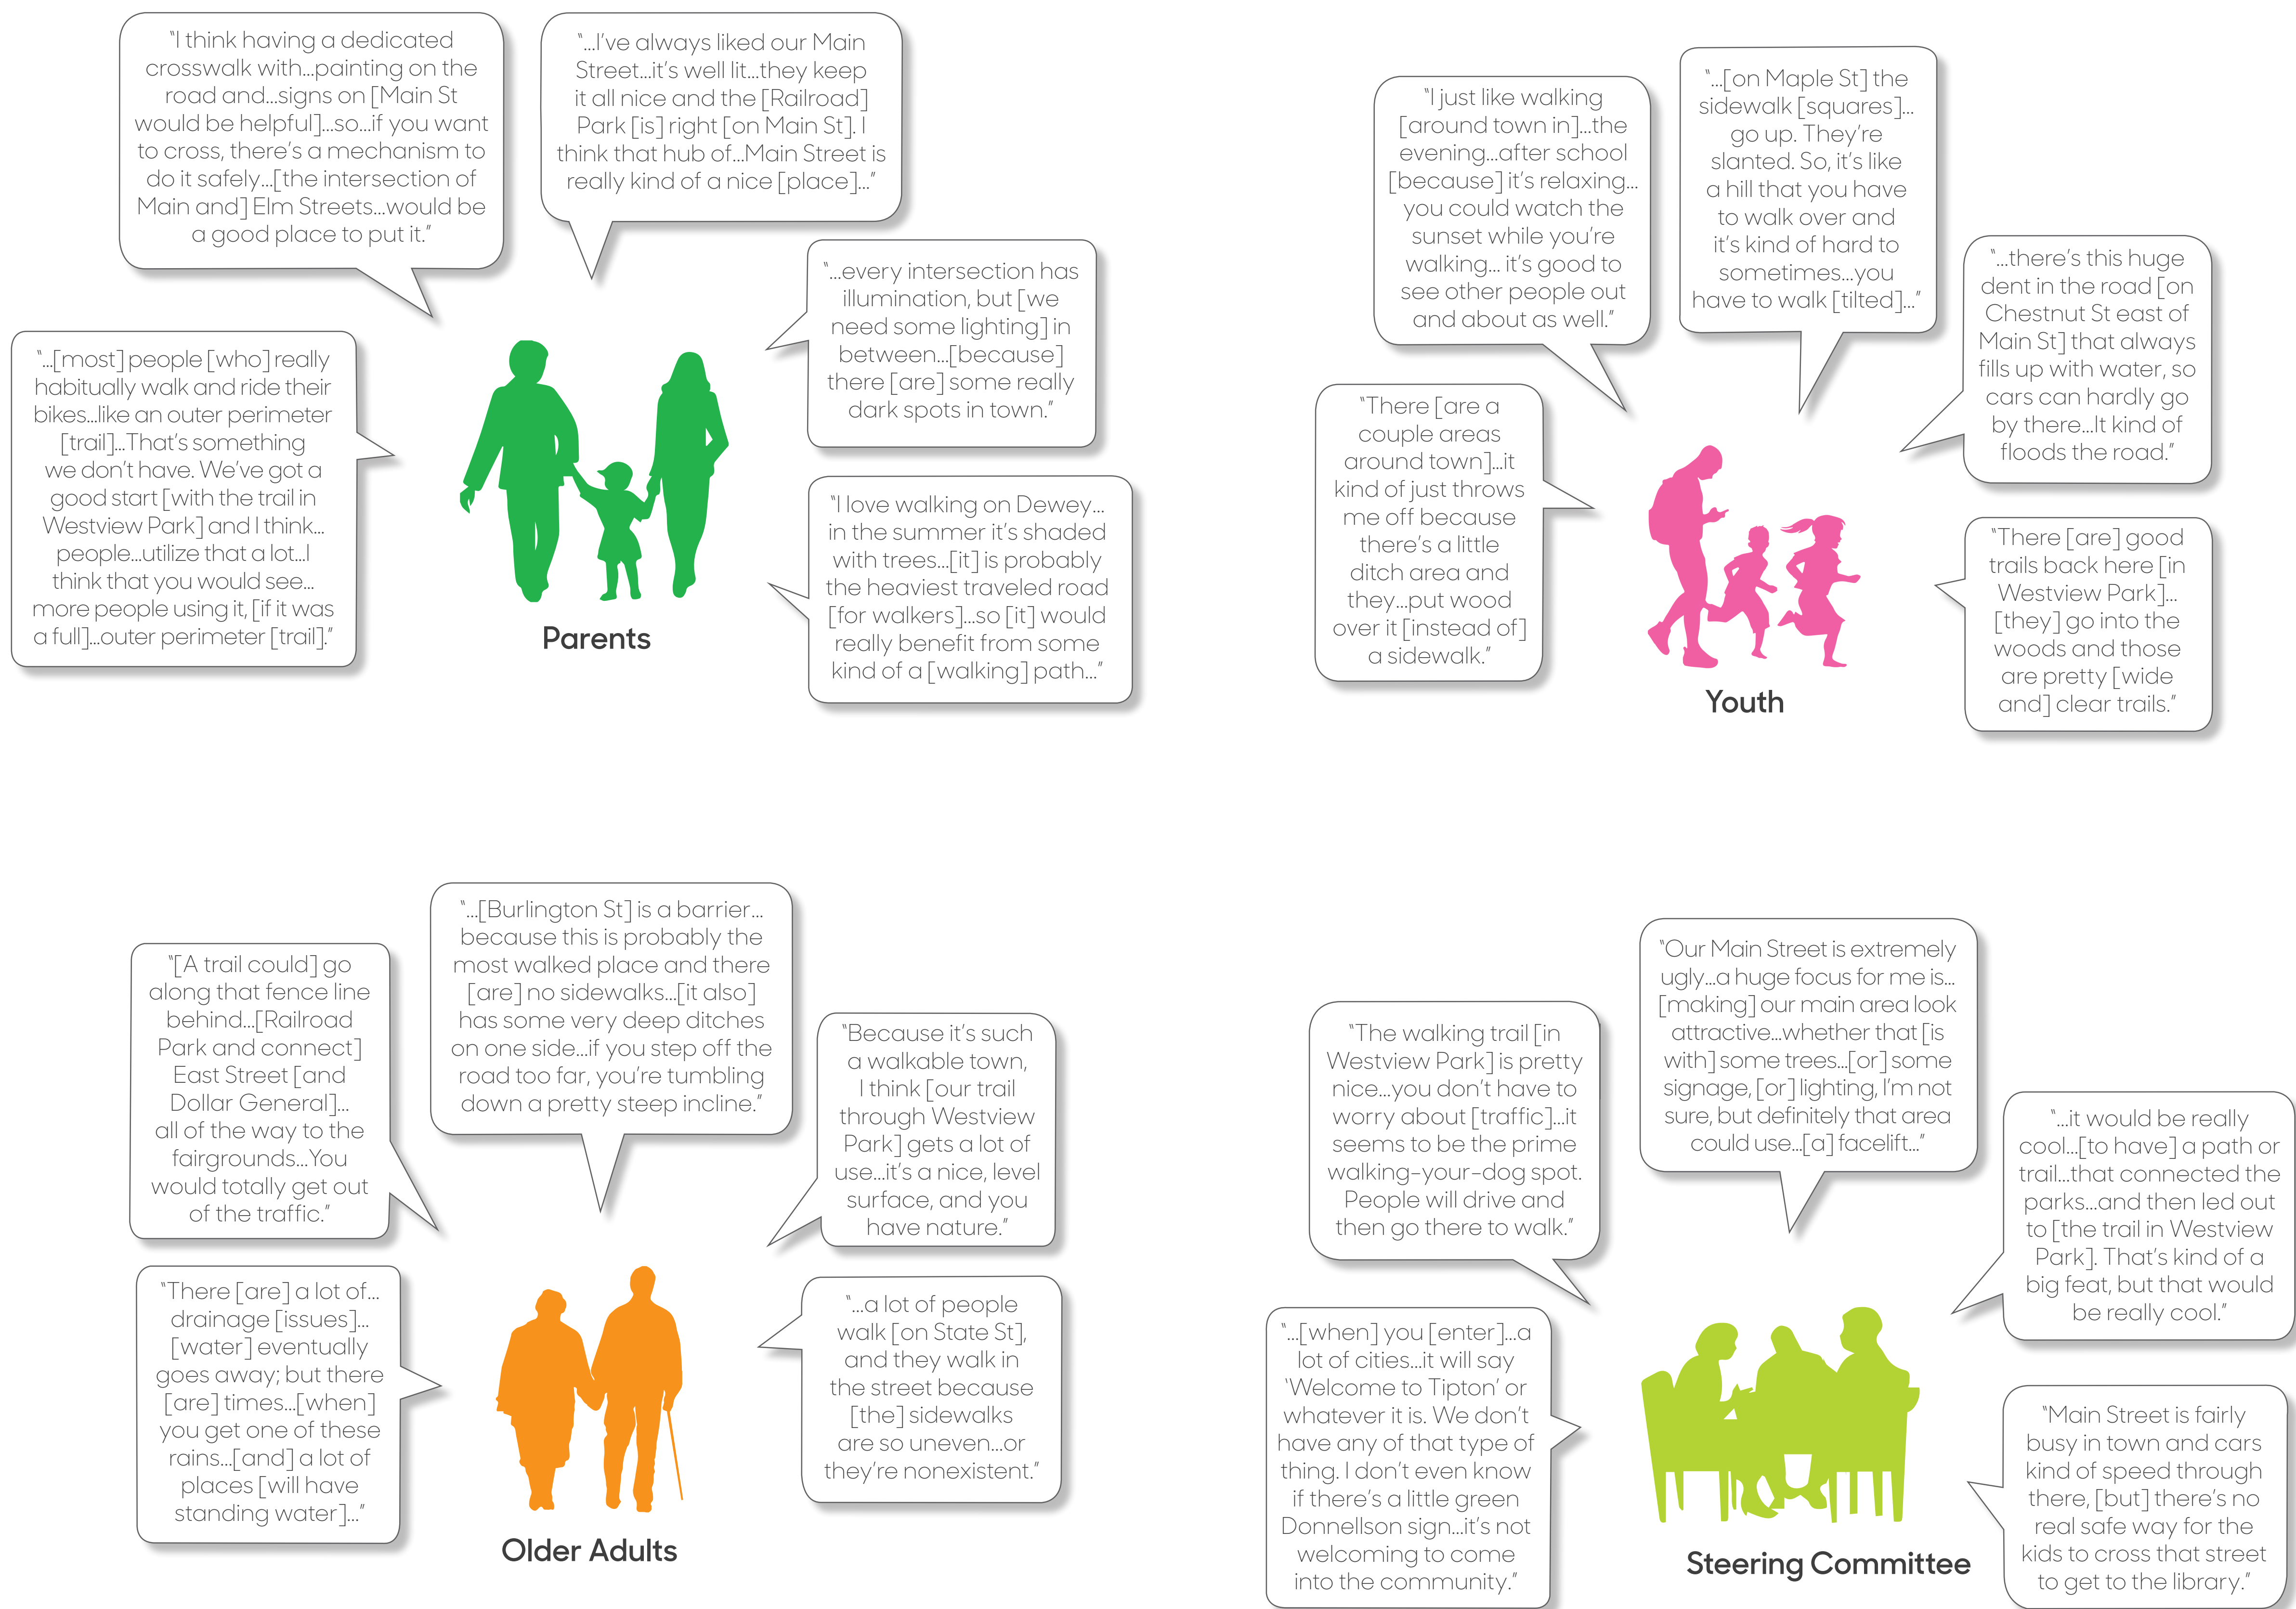 “I think having a dedicated
crosswalk with...painting on the
road and...signs on [Main St
would be helpful]...so...if you want
to cross, there’s a mechanism to
do it safely...[the intersection of
Main and] Elm Streets...would be
a good place to put it.”
“...I’ve always liked our Main
Street...it’s well lit...they keep
it all nice and the [Railroad]
Park [is] right [on Main St]. I
think that hub of...Main Street is
really kind of a nice [place]...”
“...every intersection has
illumination, but [we
need some lighting] in
between...[because]
there [are] some really
dark spots in town.”
“...[most] people [who] really
habitually walk and ride their
bikes...like an outer perimeter
[trail]...That’s something
we don’t have. We’ve got a
good start [with the trail in
Westview Park] and I think...
people...utilize that a lot...I
think that you would see...
more people using it, [if it was
a full]...outer perimeter [trail].”
“I love walking on Dewey...
in the summer it’s shaded
with trees...[it] is probably
the heaviest traveled road
[for walkers]...so [it] would
really benefit from some
kind of a [walking] path...”
Parents
“I just like walking
[around town in]...the
evening...after school
[because] it’s relaxing...
you could watch the
sunset while you’re
walking... it’s good to
see other people out
and about as well.”
“...[on Maple St] the
sidewalk [squares]...
go up. They’re
slanted. So, it’s like
a hill that you have
to walk over and
it’s kind of hard to
sometimes...you
have to walk [tilted]...”
“...there’s this huge
dent in the road [on
Chestnut St east of
Main St] that always
fills up with water, so
cars can hardly go
by there...It kind of
floods the road.”
“There [are a
couple areas
around town]...it
kind of just throws
me off because
there’s a little
ditch area and
they...put wood
over it [instead of]
a sidewalk.”
“There [are] good
trails back here [in
Westview Park]...
[they] go into the
woods and those
are pretty [wide
and] clear trails.”
Youth
“[A trail could] go
along that fence line
behind...[Railroad
Park and connect]
East Street [and
Dollar General]...
all of the way to the
fairgrounds...You
would totally get out
of the traffic.”
“...[Burlington St] is a barrier...
because this is probably the
most walked place and there
[are] no sidewalks...[it also]
has some very deep ditches
on one side...if you step off the
road too far, you’re tumbling
down a pretty steep incline.”
“Because it’s such
a walkable town,
I think [our trail
through Westview
Park] gets a lot of
use...it’s a nice, level
surface, and you
have nature.”
“There [are] a lot of...
drainage [issues]...
[water] eventually
goes away; but there
[are] times...[when]
you get one of these
rains...[and] a lot of
places [will have
standing water]...”
“...a lot of people
walk [on State St],
and they walk in
the street because
[the] sidewalks
are so uneven...or
they’re nonexistent.”
Older Adults
“The walking trail [in
Westview Park] is pretty
nice...you don’t have to
worry about [traffic]...it
seems to be the prime
walking-your-dog spot.
People will drive and
then go there to walk.”
“Our Main Street is extremely
ugly...a huge focus for me is...
[making] our main area look
attractive...whether that [is
with] some trees...[or] some
signage, [or] lighting, I’m not
sure, but definitely that area
could use...[a] facelift...”
“...it would be really
cool...[to have] a path or
trail...that connected the
parks...and then led out
to [the trail in Westview
Park]. That’s kind of a
big feat, but that would
be really cool.”
“...[when] you [enter]...a
lot of cities...it will say
‘Welcome to Tipton’ or
whatever it is. We don’t
have any of that type of
thing. I don’t even know
if there’s a little green
Donnellson sign...it’s not
welcoming to come
into the community.”
“Main Street is fairly
busy in town and cars
kind of speed through
there, [but] there’s no
real safe way for the
kids to cross that street
to get to the library.”
Steering Committee